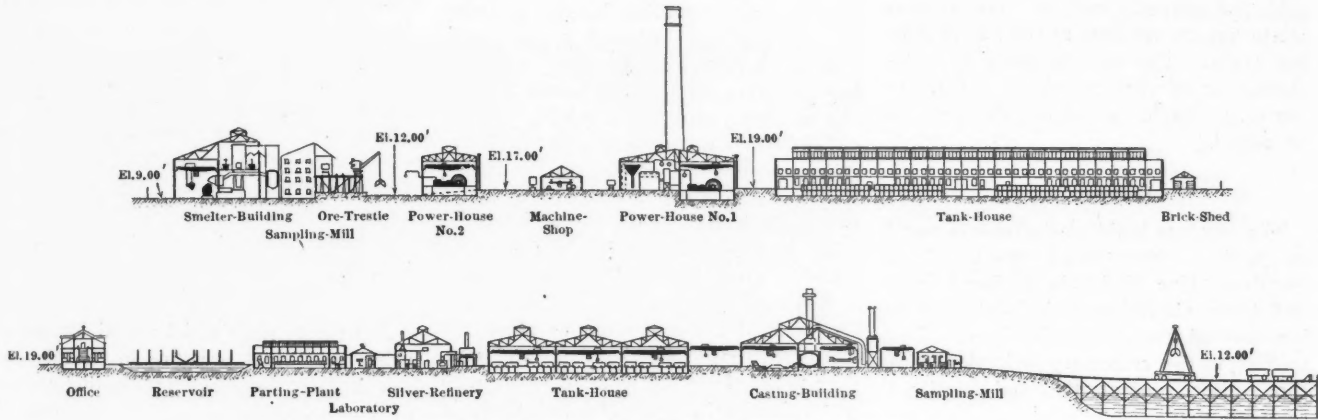 El.9.00'
El.12.00'
El.17.00'
El.19.00'
Smelter-Building Ore-Trestle Power-House Machine- Power-House No.1 Tank-House Brick-Shed
Sampling-Mill No.2 Shop
El.19.00'
El.12.00'
Office Reservoir Parting-Plant Silver-Refinery Tank-House Casting-Building Sampling-Mill
Laboratory